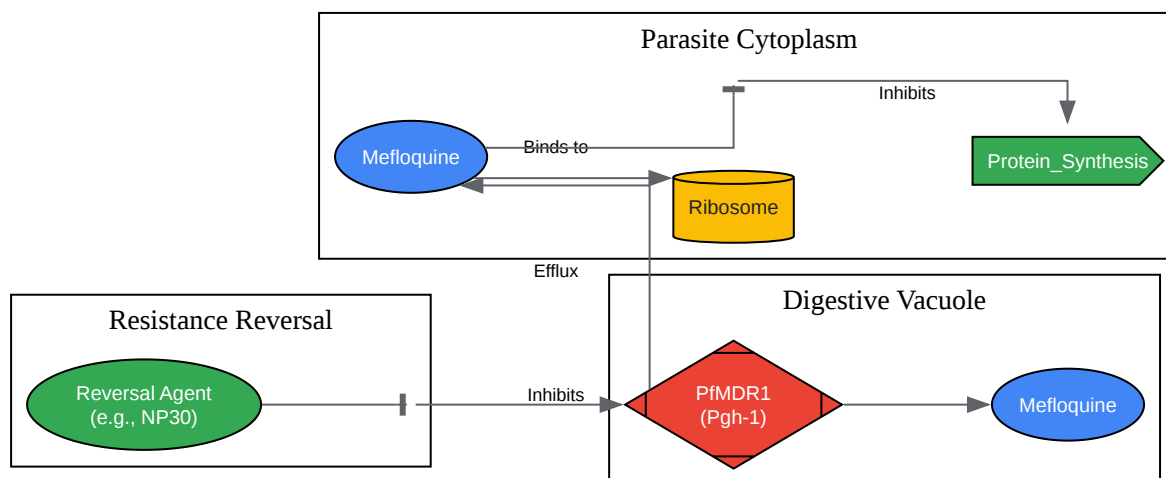 Parasite Cytoplasm
Inhibits
Binds to
Mefloquine
Protein_Synthesis
Ribosome
Efflux
Digestive Vacuole
Resistance Reversal
Reversal Agent
(e.g., NP30)
Inhibits
PfMDR1
(Pgh-1)
Mefloquine